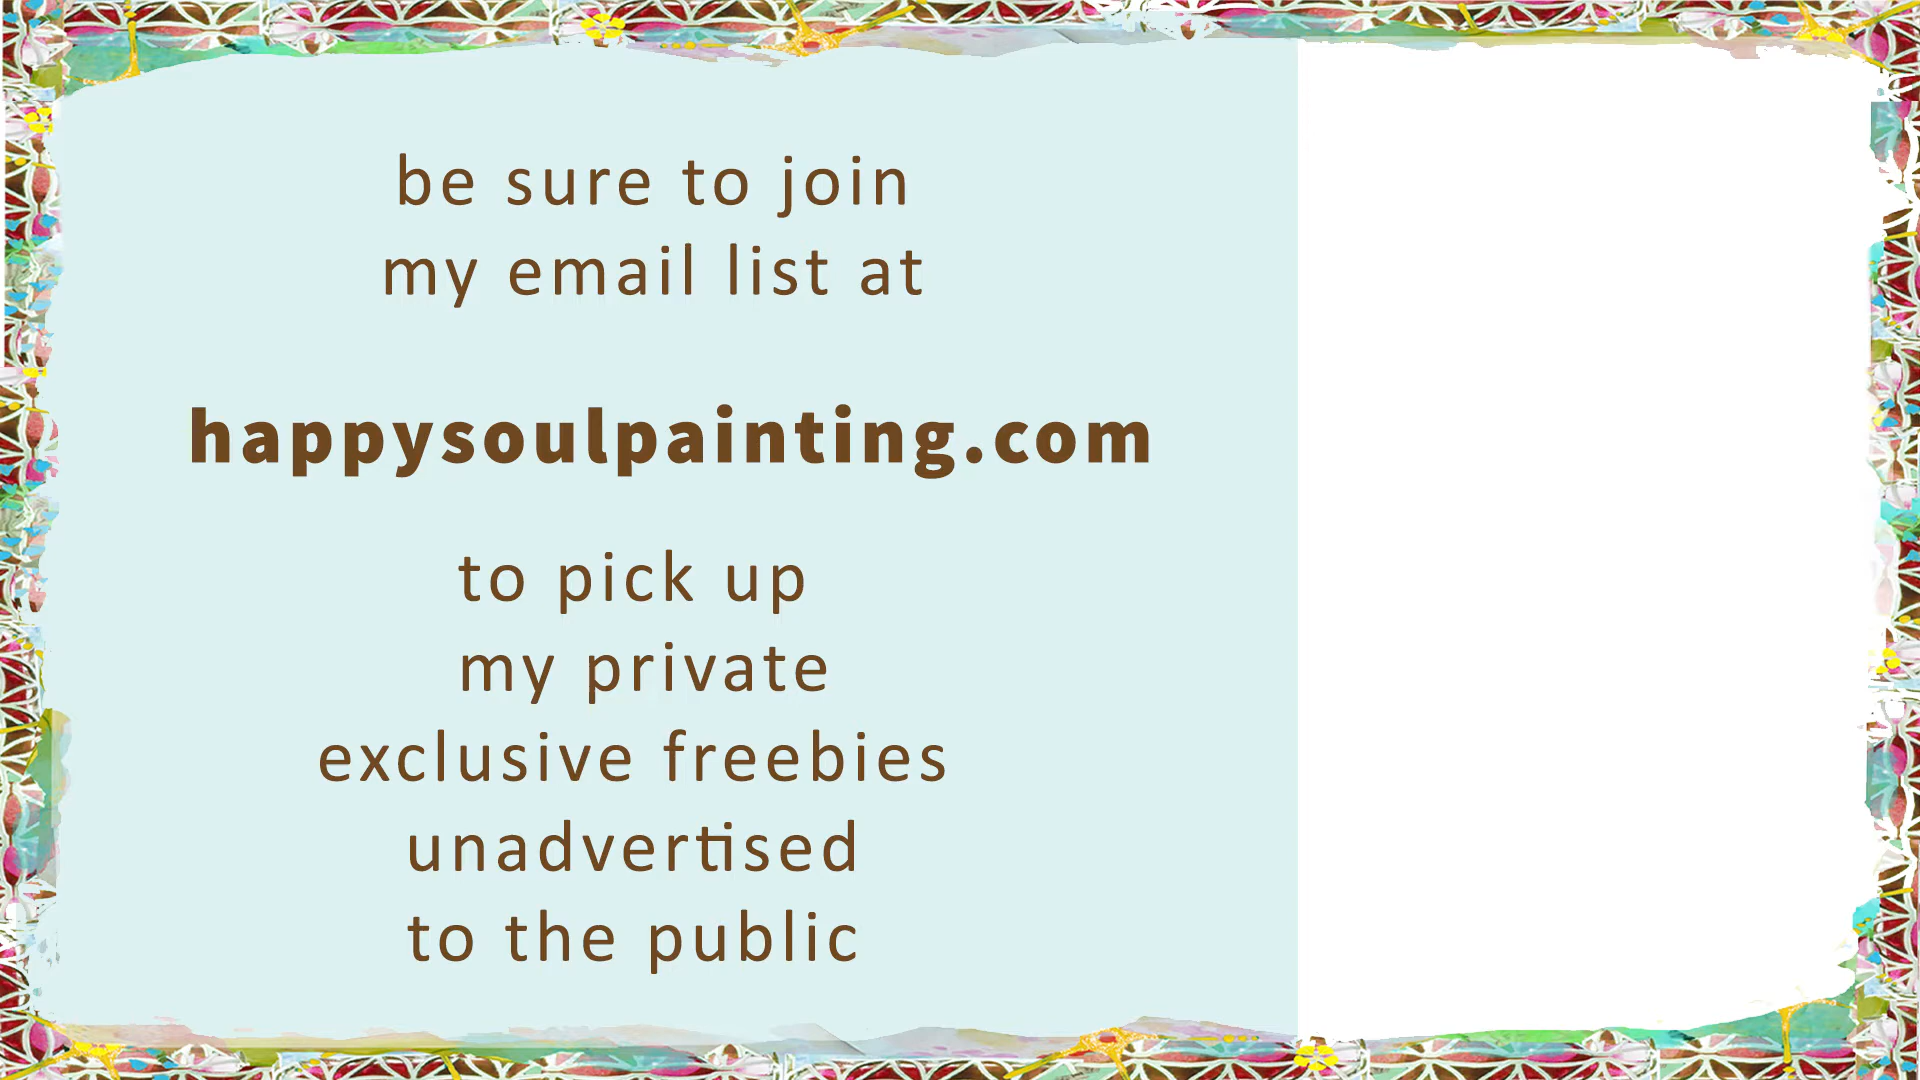 be sure to join
my email list at
happysoulpainting.com
to pick up
my private
exclusive freebies
unadvertised
to the public